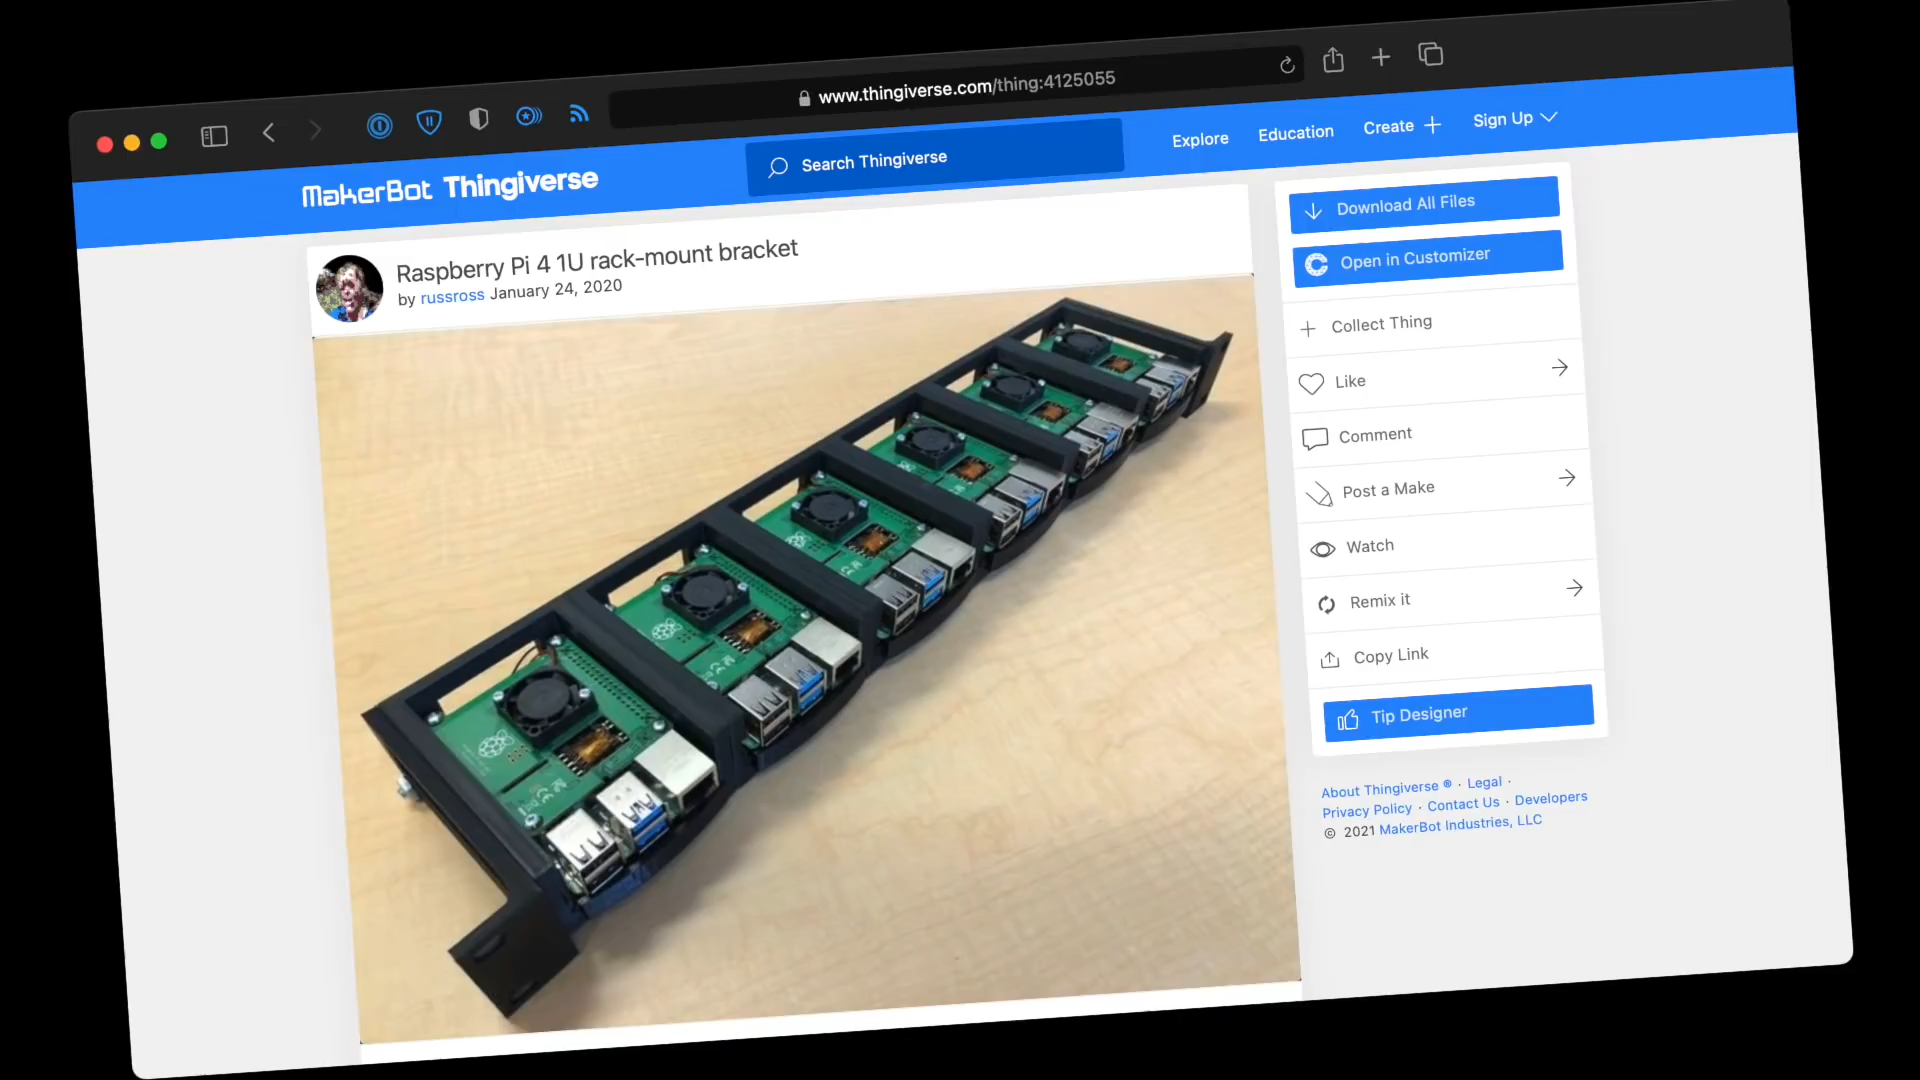 www.thingiverse.com/thing:4125055
MakerBot Thingiverse
Search Thingiverse
Explore
Education
Create
Sign Up
Raspberry Pi 4 1U rack-mount bracket
by russross January 24, 2020
Download All Files
Open in Customizer
Collect Thing
Like
Comment
Post a Make
Watch
Remix it
Copy Link
Tip Designer
About Thingiverse ® · Legal ·
Privacy Policy · Contact Us · Developers
© 2021 MakerBot Industries, LLC